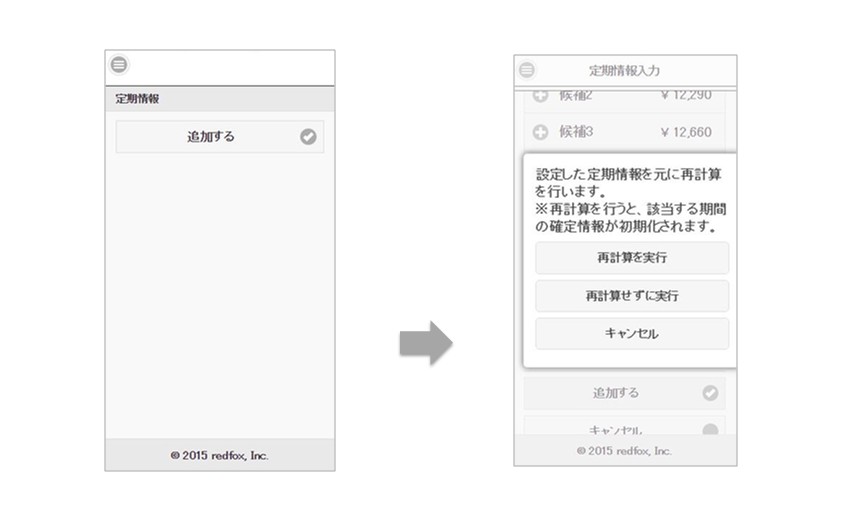 定期情報
追加する
© 2015 redfox, Inc.
定期情報入力
候補2 ¥ 12,290
候補3 ¥ 12,660
設定した定期情報を元に再計算
を行います。
※再計算を行うと、該当する期間
の確定情報が初期化されます。
再計算を実行
再計算せずに実行
キャンセル
追加する
キャンセル
© 2015 redfox, Inc.